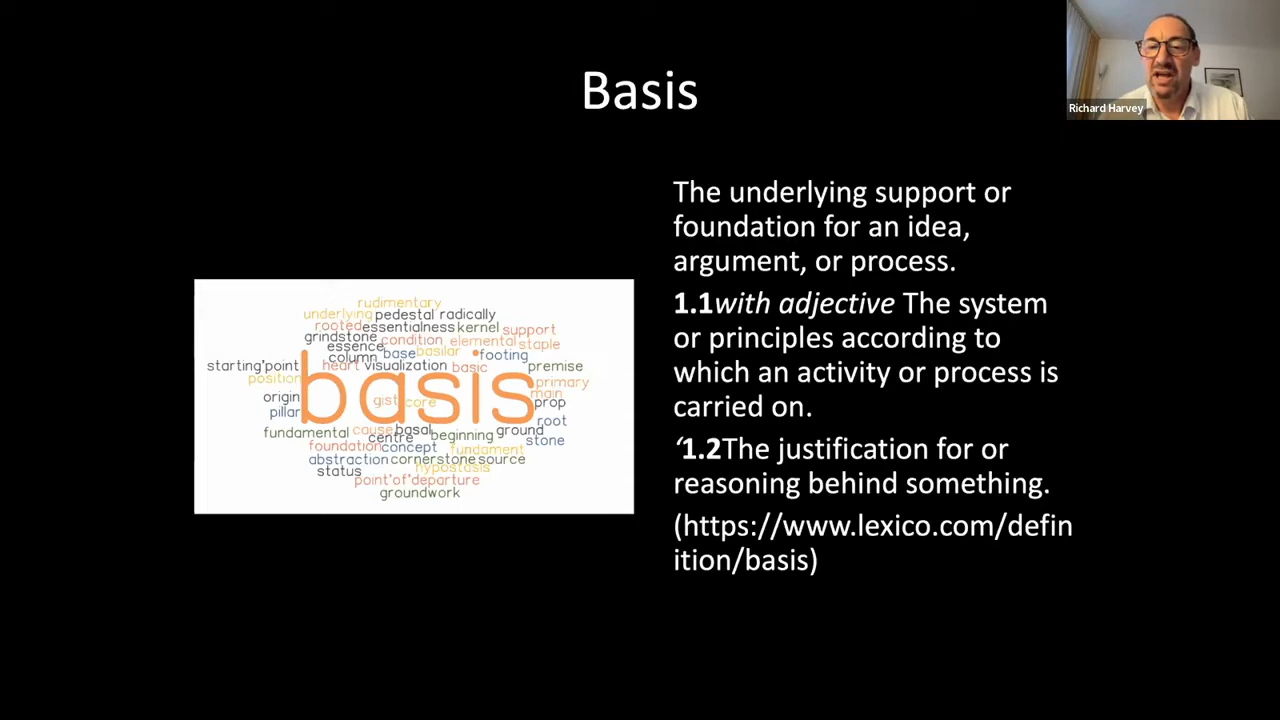 Basis
Richard Harvey
The underlying support or
foundation for an idea,
argument, or process.
1.1with adjective The system
or principles according to
which an activity or process is
carried on.
‘1.2The justification for or
reasoning behind something.
(https://www.lexico.com/defin
ition/basis)
rudimentary
underlying pedestal radically
rooted essentialness kernel support
grindstone condition elemental staple
essence
column base basilar footing
starting'point heart visualization basic premise
position primary
basis
main
origin gist core prop
pillar root
fundamental cause basal beginning ground
centre stone
foundation concept fundament
abstraction cornerstone source
status hypostasis
point'of'departure
groundwork